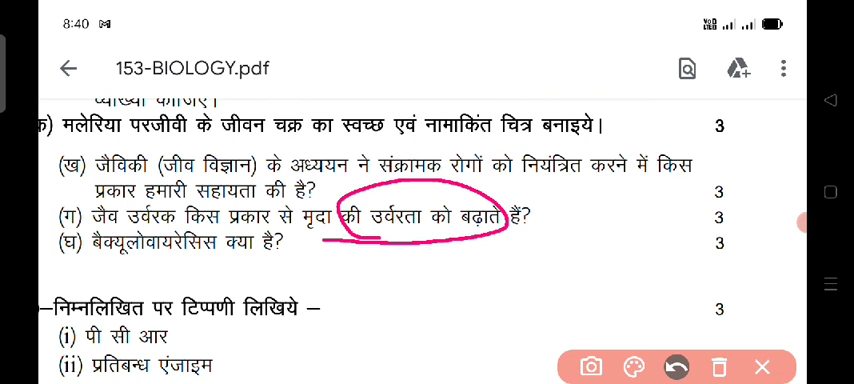 8:40
153-BIOLOGY.pdf
व्याख्या कीजिए।
क) मलेरिया परजीवी के जीवन चक्र का स्वच्छ एवं नामाकिंत चित्र बनाइये। 3
(ख) जैविकी (जीव विज्ञान) के अध्ययन ने संक्रामक रोगों को नियंत्रित करने में किस
प्रकार हमारी सहायता की है? 3
(ग) जैव उर्वरक किस प्रकार से मृदा की उर्वरता को बढ़ाते हैं? 3
(घ) बैक्यूलोवायरेसिस क्या है? 3
–निम्नलिखित पर टिप्पणी लिखिये – 3
(i) पी सी आर
(ii) प्रतिबन्ध एंजाइम